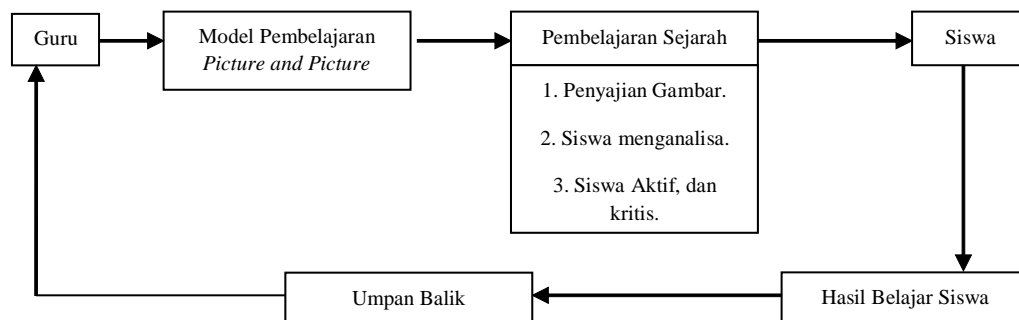 Guru
Model Pembelajaran
Picture and Picture
Pembelajaran Sejarah
1. Penyajian Gambar.
2. Siswa menganalisa.
3. Siswa Aktif, dan
kritis.
Siswa
Umpan Balik
Hasil Belajar Siswa